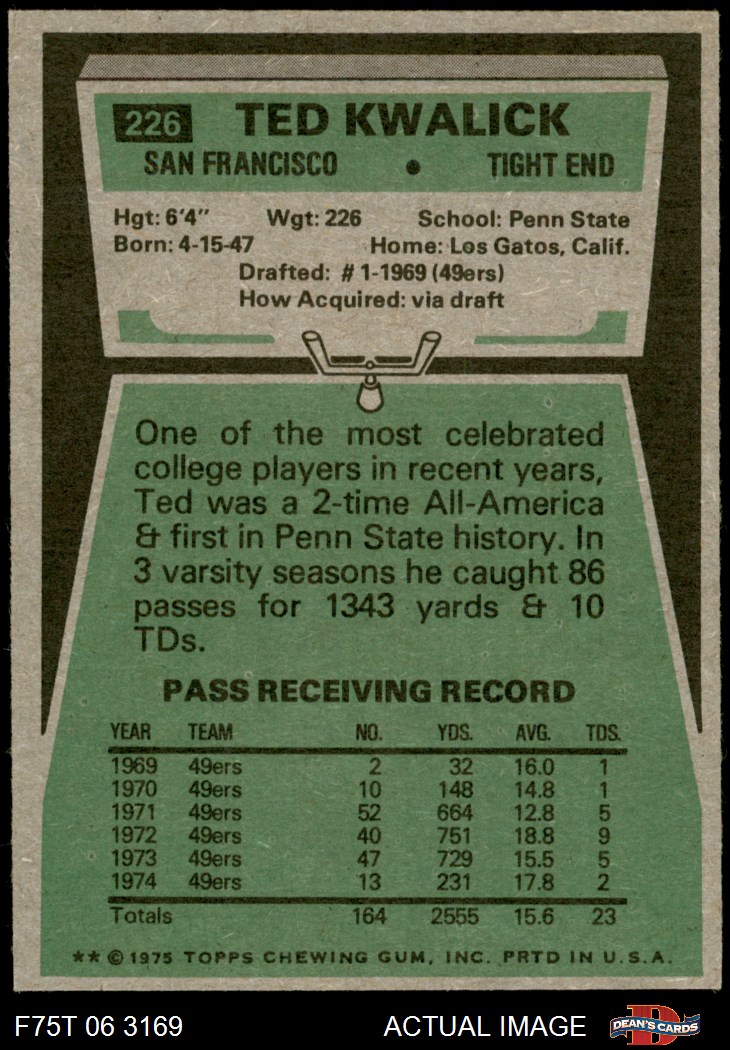 226 TED KWALICK
SAN FRANCISCO • TIGHT END
Hgt: 6'4" Wgt: 226 School: Penn State
Born: 4-15-47 Home: Los Gatos, Calif.
Drafted: #1-1969 (49ers)
How Acquired: via draft
One of the most celebrated
college players in recent years,
Ted was a 2-time All-America
& first in Penn State history. In
3 varsity seasons he caught 86
passes for 1343 yards & 10
TDs.
PASS RECEIVING RECORD
YEAR TEAM NO. YDS. AVG. TDS.
1969 49ers 2 32 16.0 1
1970 49ers 10 148 14.8 1
1971 49ers 52 664 12.8 5
1972 49ers 40 751 18.8 9
1973 49ers 47 729 15.5 5
1974 49ers 13 231 17.8 2
Totals 164 2555 15.6 23
** © 1975 TOPPS CHEWING GUM, INC. PRTD IN U.S.A.
F75T 06 3169 ACTUAL IMAGE D DEAN'S CARDS